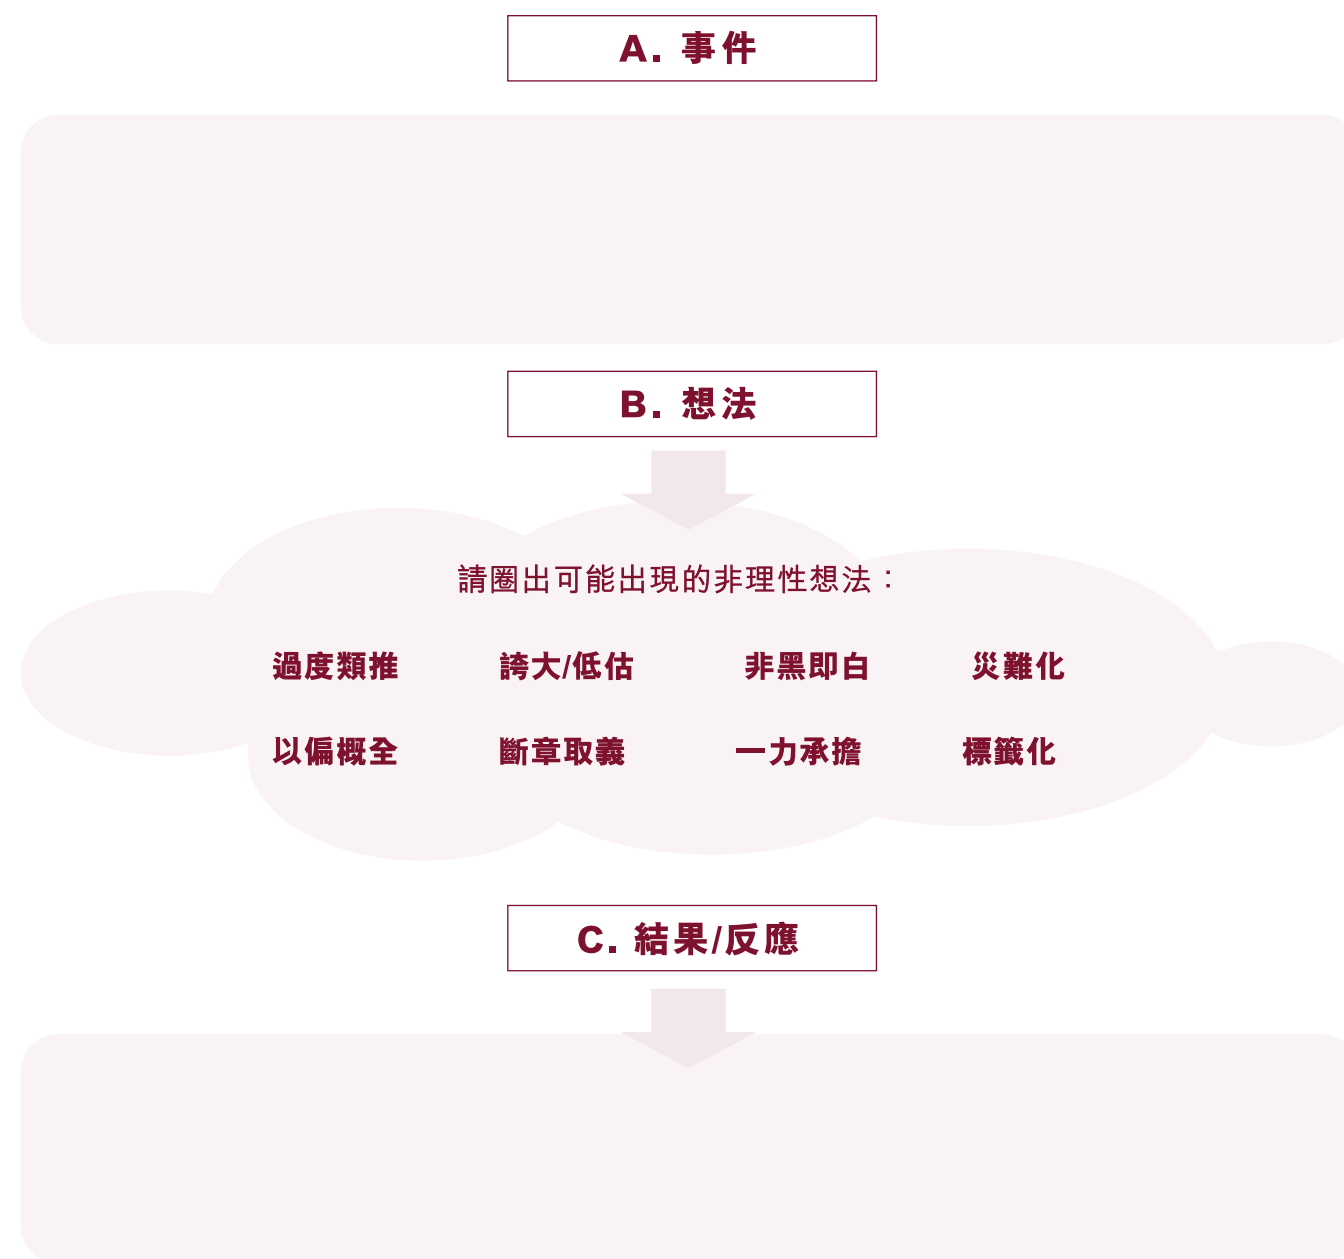 A. 事件
B. 想法
請圈出可能出現的非理性想法：
過度類推 誇大/低估 非黑即白 災難化
以偏概全 斷章取義 一力承擔 標籤化
C. 結果/反應